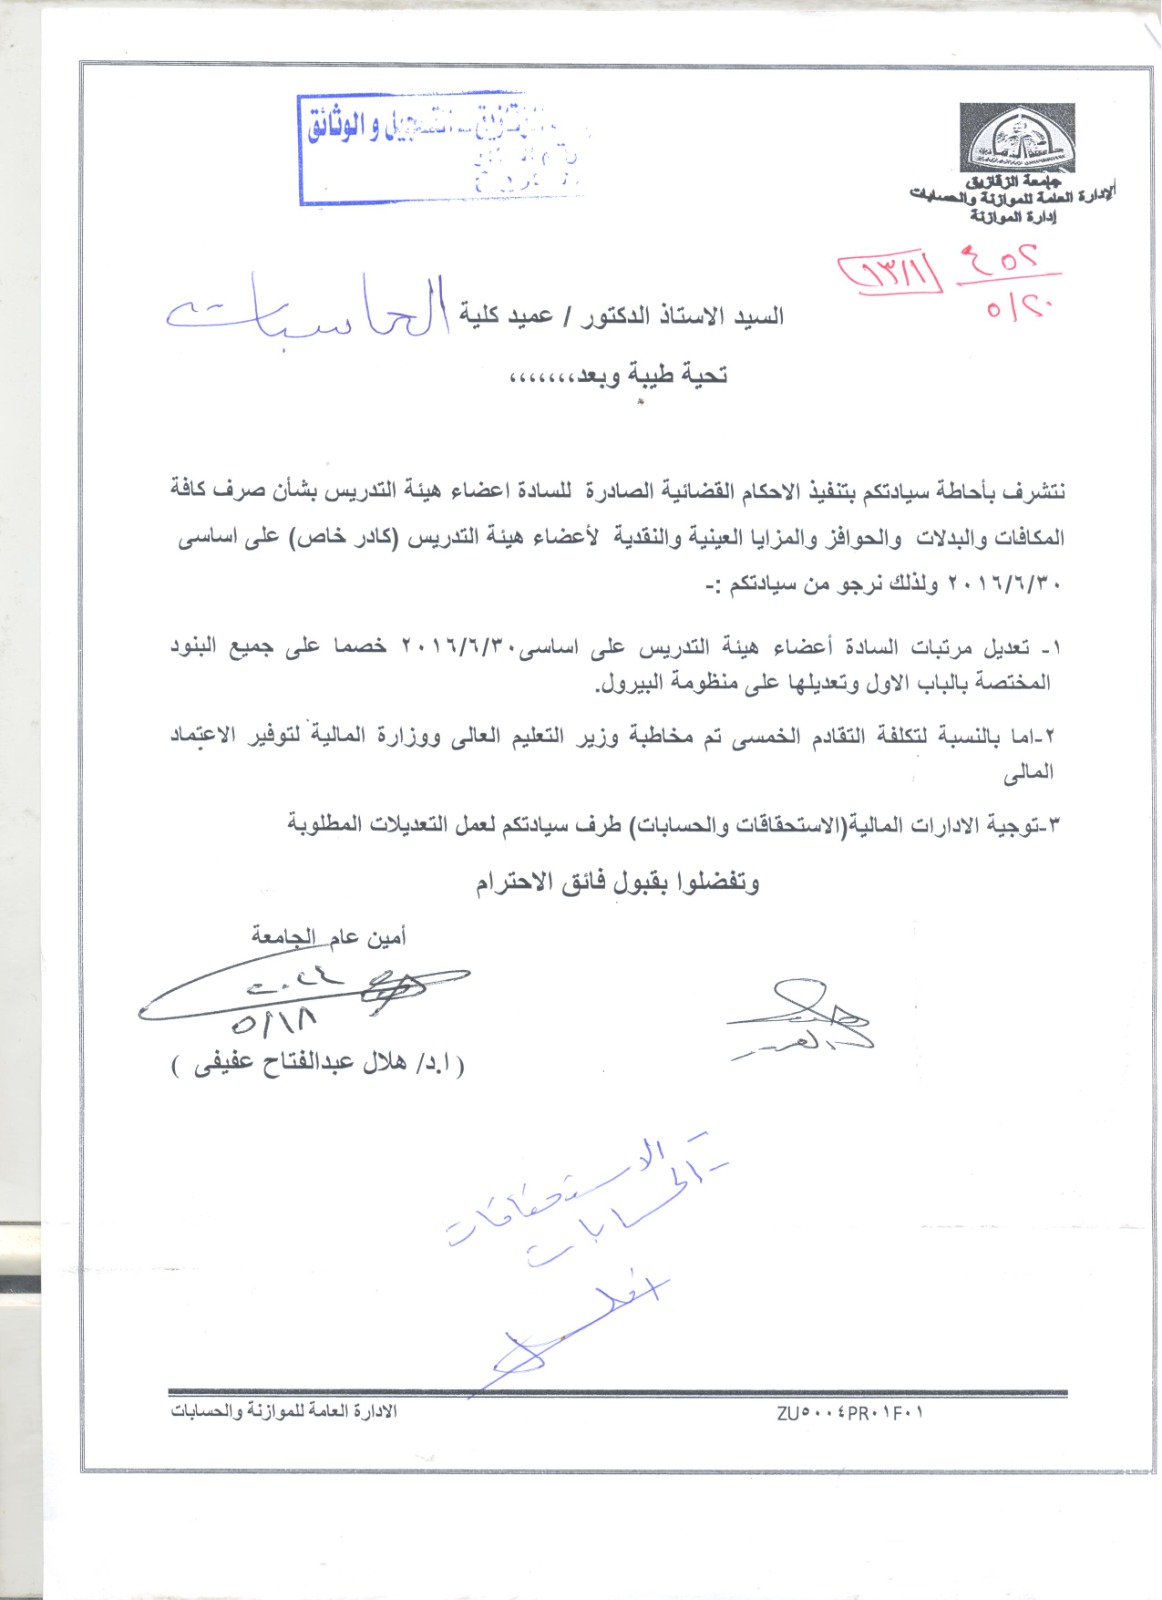 الزقازيق - التسجيل و الوثائق
جامعة الزقازيق
الإدارة العامة للموازنة والحسابات
إدارة الموازنة
٤٥٢
٥/٢٠
السيد الاستاذ الدكتور / عميد كلية الحاسبات
تحية طيبة وبعد،،،،،،،
نتشرف بأحاطة سيادتكم بتنفيذ الاحكام القضائية الصادرة للسادة اعضاء هيئة التدريس بشأن صرف كافة
المكافات والبدلات والحوافز والمزايا العينية والنقدية لأعضاء هيئة التدريس (كادر خاص) على اساسى
٢٠١٦/٦/٣٠ ولذلك نرجو من سيادتكم :-
١- تعديل مرتبات السادة أعضاء هيئة التدريس على اساسى٢٠١٦/٦/٣٠ خصما على جميع البنود
المختصة بالباب الاول وتعديلها على منظومة البيرول.
٢-اما بالنسبة لتكلفة التقادم الخمسى تم مخاطبة وزير التعليم العالى ووزارة المالية لتوفير الاعتماد
المالى
٣-توجية الادارات المالية(الاستحقاقات والحسابات) طرف سيادتكم لعمل التعديلات المطلوبة
وتفضلوا بقبول فائق الاحترام
أمين عام الجامعة
٥/١٨
(ا.د/ هلال عبدالفتاح عفيفى )
- الاستحقاقات
- الحسابات
ZU٥٠٠٤PR٠١F٠١
الادارة العامة للموازنة والحسابات